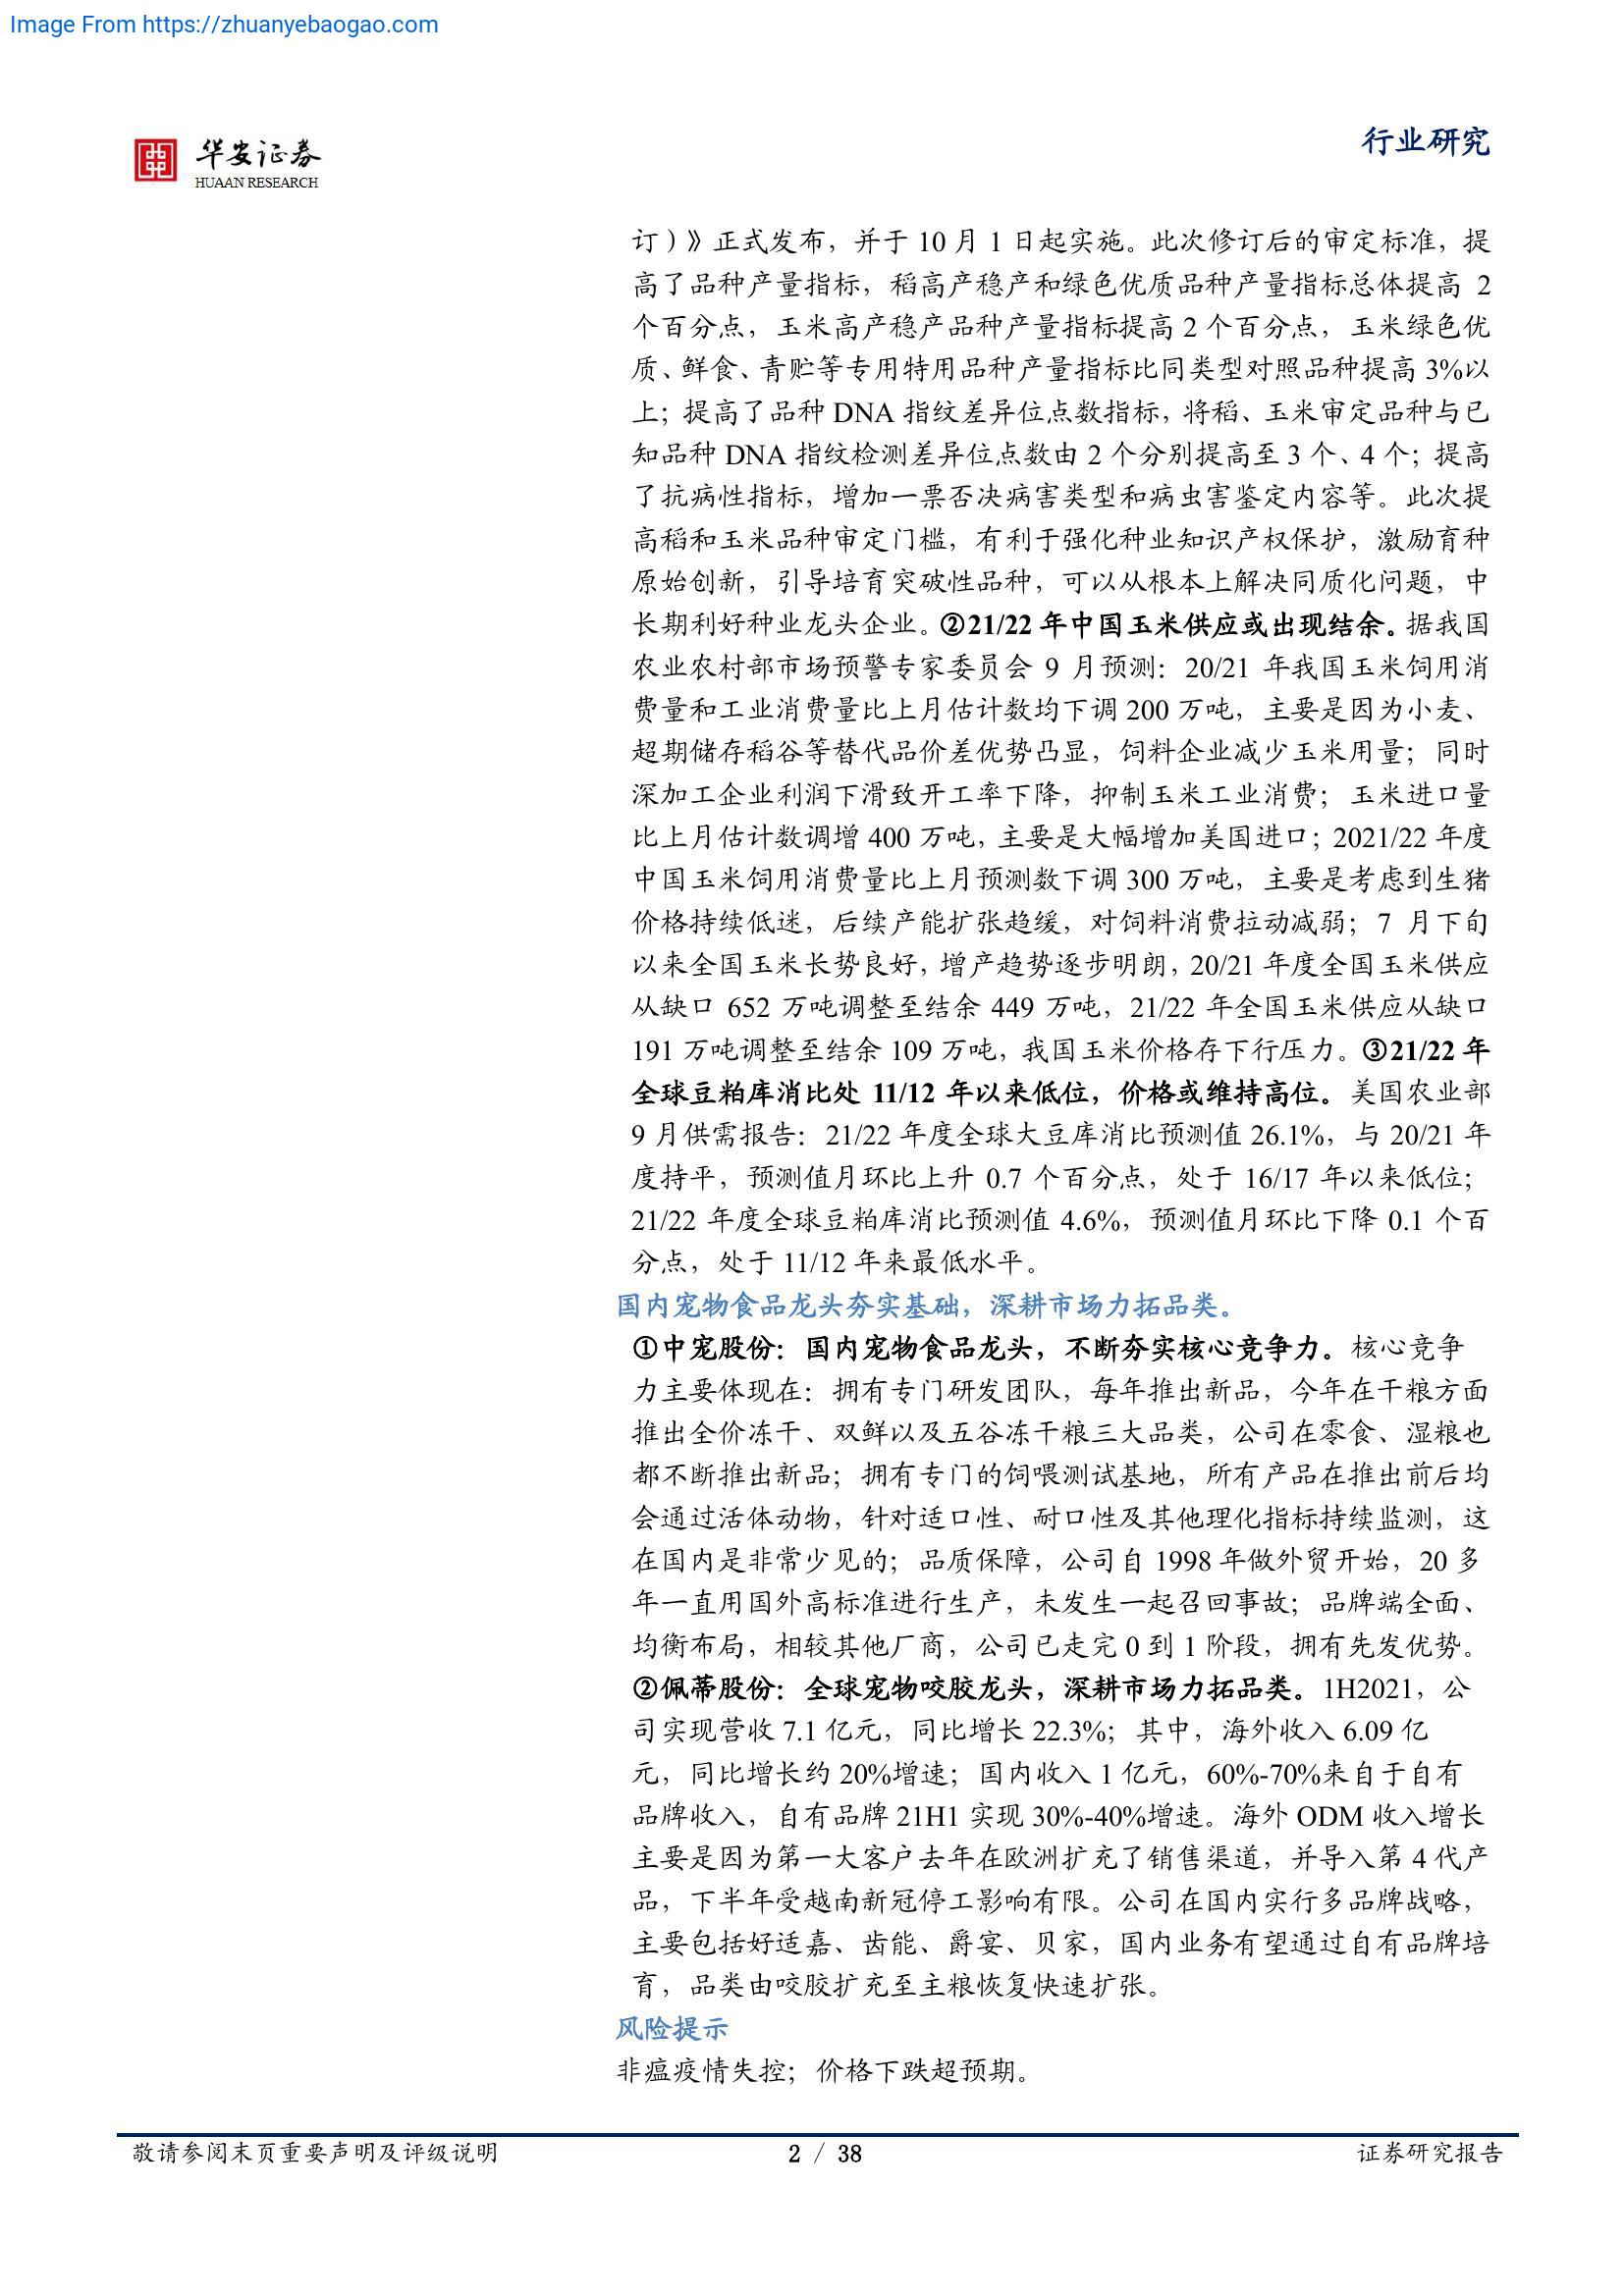 Image From https://zhuanyebaogao.com
华安证券
HUAAN RESEARCH
行业研究
订）》正式发布，并于 10 月 1 日起实施。此次修订后的审定标准，提
高了品种产量指标，稻高产稳产和绿色优质品种产量指标总体提高 2
个百分点，玉米高产稳产品种产量指标提高 2 个百分点，玉米绿色优
质、鲜食、青贮等专用特用品种产量指标比同类型对照品种提高 3%以
上；提高了品种 DNA 指纹差异位点数指标，将稻、玉米审定品种与已
知品种 DNA 指纹检测差异位点数由 2 个分别提高至 3 个、4 个；提高
了抗病性指标，增加一票否决病害类型和病虫害鉴定内容等。此次提
高稻和玉米品种审定门槛，有利于强化种业知识产权保护，激励育种
原始创新，引导培育突破性品种，可以从根本上解决同质化问题，中
长期利好种业龙头企业。②21/22 年中国玉米供应或出现结余。据我国
农业农村部市场预警专家委员会 9 月预测：20/21 年我国玉米饲用消
费量和工业消费量比上月估计数均下调 200 万吨，主要是因为小麦、
超期储存稻谷等替代品价差优势凸显，饲料企业减少玉米用量；同时
深加工企业利润下滑致开工率下降，抑制玉米工业消费；玉米进口量
比上月估计数调增 400 万吨，主要是大幅增加美国进口；2021/22 年度
中国玉米饲用消费量比上月预测数下调 300 万吨，主要是考虑到生猪
价格持续低迷，后续产能扩张趋缓，对饲料消费拉动减弱；7 月下旬
以来全国玉米长势良好，增产趋势逐步明朗，20/21 年度全国玉米供应
从缺口 652 万吨调整至结余 449 万吨，21/22 年全国玉米供应从缺口
191 万吨调整至结余 109 万吨，我国玉米价格存下行压力。③21/22 年
全球豆粕库消比处 11/12 年以来低位，价格或维持高位。美国农业部
9 月供需报告：21/22 年度全球大豆库消比预测值 26.1%，与 20/21 年
度持平，预测值月环比上升 0.7 个百分点，处于 16/17 年以来低位；
21/22 年度全球豆粕库消比预测值 4.6%，预测值月环比下降 0.1 个百
分点，处于 11/12 年来最低水平。
国内宠物食品龙头夯实基础，深耕市场力拓品类。
①中宠股份：国内宠物食品龙头，不断夯实核心竞争力。核心竞争
力主要体现在：拥有专门研发团队，每年推出新品，今年在干粮方面
推出全价冻干、双鲜以及五谷冻干粮三大品类，公司在零食、湿粮也
都不断推出新品；拥有专门的饲喂测试基地，所有产品在推出前后均
会通过活体动物，针对适口性、耐口性及其他理化指标持续监测，这
在国内是非常少见的；品质保障，公司自 1998 年做外贸开始，20 多
年一直用国外高标准进行生产，未发生一起召回事故；品牌端全面、
均衡布局，相较其他厂商，公司已走完 0 到 1 阶段，拥有先发优势。
②佩蒂股份：全球宠物咬胶龙头，深耕市场力拓品类。1H2021，公
司实现营收 7.1 亿元，同比增长 22.3%；其中，海外收入 6.09 亿
元，同比增长约 20%增速；国内收入 1 亿元，60%-70%来自于自有
品牌收入，自有品牌 21H1 实现 30%-40%增速。海外 ODM 收入增长
主要是因为第一大客户去年在欧洲扩充了销售渠道，并导入第 4 代产
品，下半年受越南新冠停工影响有限。公司在国内实行多品牌战略，
主要包括好适嘉、齿能、爵宴、贝家，国内业务有望通过自有品牌培
育，品类由咬胶扩充至主粮恢复快速扩张。
风险提示
非瘟疫情失控；价格下跌超预期。
敬请参阅末页重要声明及评级说明
2 / 38
证券研究报告